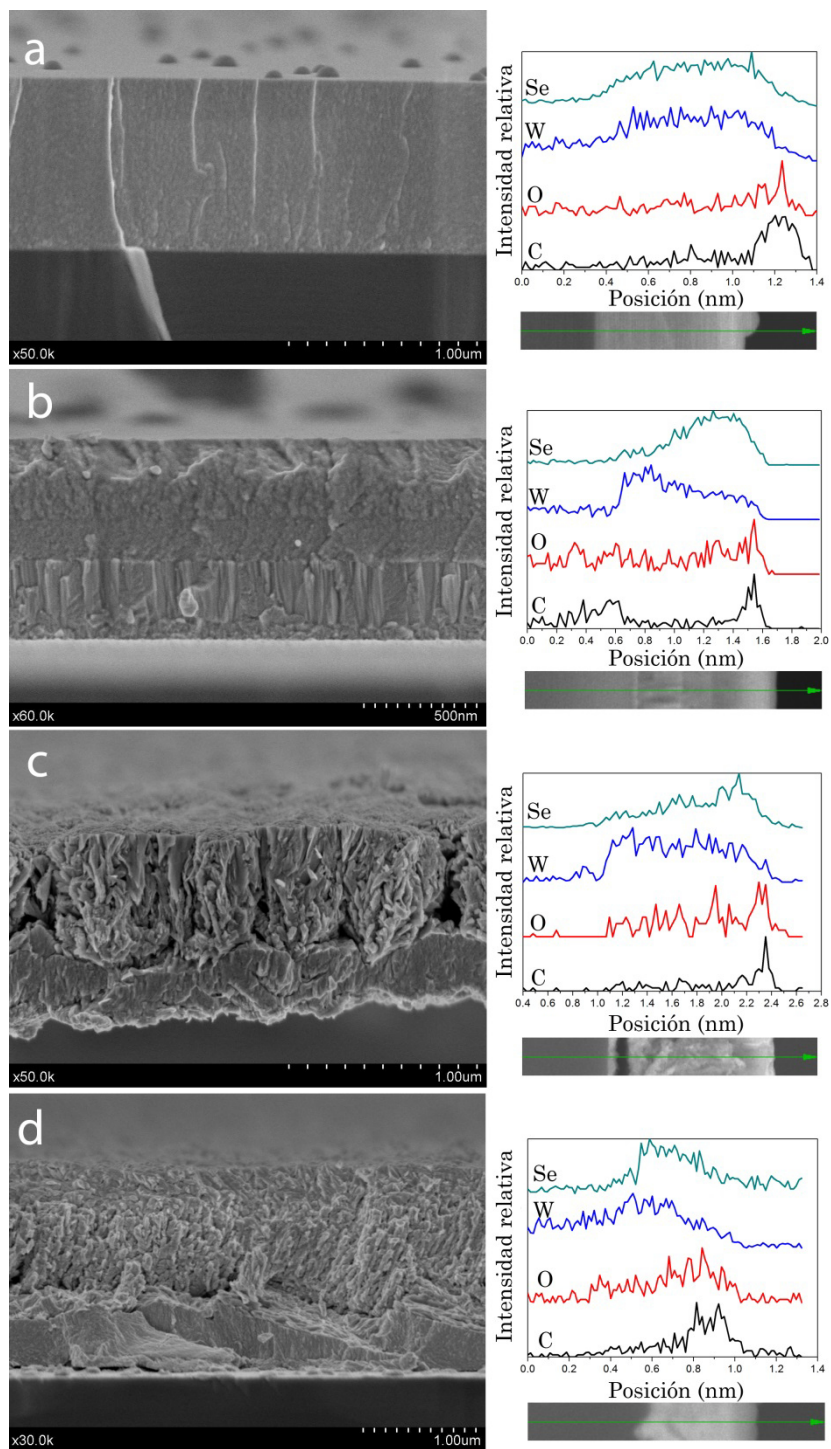 a
x50.0k 1.00um
Intensidad relativa
Se
W
O
C
0.0 0.2 0.4 0.6 0.8 1.0 1.2 1.4
Posición (nm)
b
x60.0k 500nm
Intensidad relativa
Se
W
O
C
0.0 0.2 0.4 0.6 0.8 1.0 1.2 1.4 1.6 1.8 2.0
Posición (nm)
c
x50.0k 1.00um
Intensidad relativa
Se
W
O
C
0.4 0.6 0.8 1.0 1.2 1.4 1.6 1.8 2.0 2.2 2.4 2.6 2.8
Posición (nm)
d
x30.0k 1.00um
Intensidad relativa
Se
W
O
C
0.0 0.2 0.4 0.6 0.8 1.0 1.2
Posición (nm)